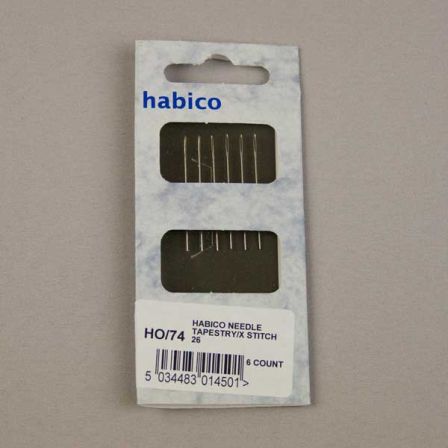 habico
HO/74
HABICO NEEDLE
TAPESTRY/X STITCH
26
6 COUNT
5 034483 014501 >